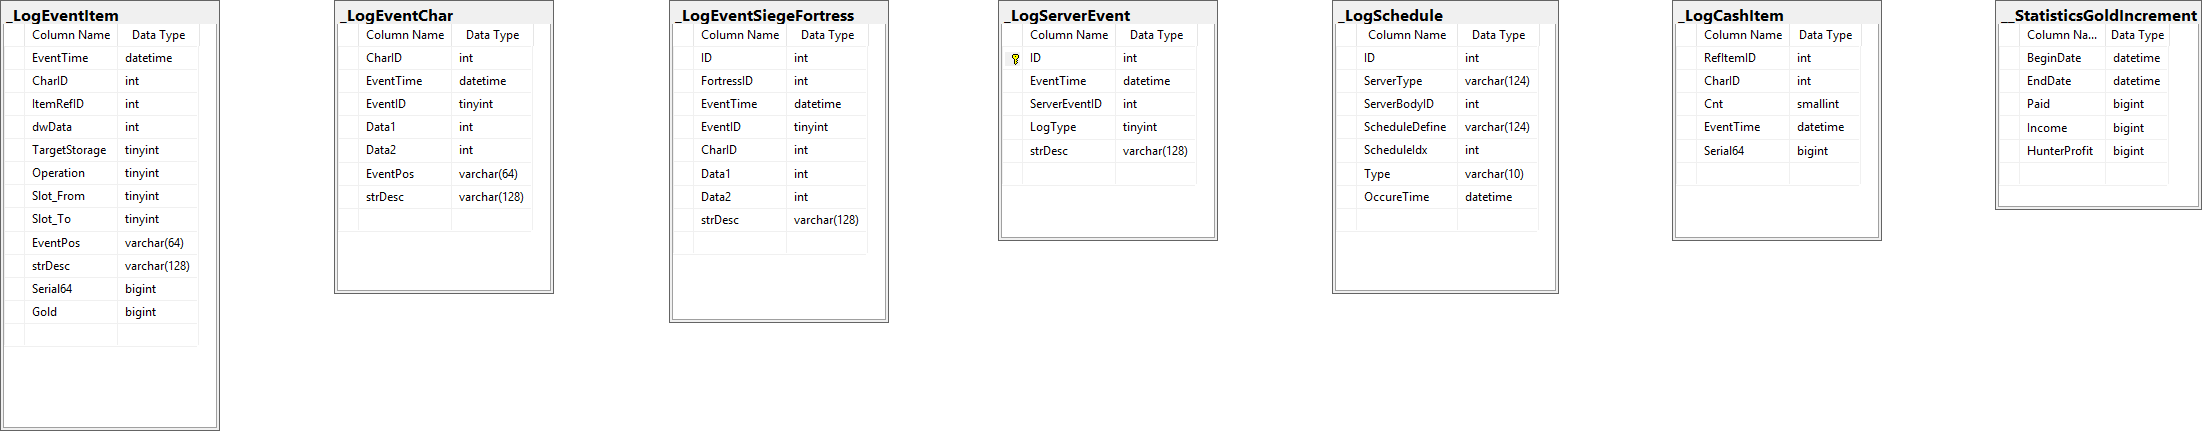 _LogEventItem
Column Name Data Type
EventTime datetime
CharID int
ItemRefID int
dwData int
TargetStorage tinyint
Operation tinyint
Slot_From tinyint
Slot_To tinyint
EventPos varchar(64)
strDesc varchar(128)
Serial64 bigint
Gold bigint
_LogEventChar
Column Name Data Type
CharID int
EventTime datetime
EventID tinyint
Data1 int
Data2 int
EventPos varchar(64)
strDesc varchar(128)
_LogEventSiegeFortress
Column Name Data Type
ID int
FortressID int
EventTime datetime
EventID tinyint
CharID int
Data1 int
Data2 int
strDesc varchar(128)
_LogServerEvent
Column Name Data Type
ID int
EventTime datetime
ServerEventID int
LogType tinyint
strDesc varchar(128)
_LogSchedule
Column Name Data Type
ID int
ServerType varchar(124)
ServerBodyID int
ScheduleDefine varchar(124)
ScheduleIdx int
Type varchar(10)
OccureTime datetime
_LogCashItem
Column Name Data Type
RefItemID int
CharID int
Cnt smallint
EventTime datetime
Serial64 bigint
__StatisticsGoldIncrement
Column Na... Data Type
BeginDate datetime
EndDate datetime
Paid bigint
Income bigint
HunterProfit bigint